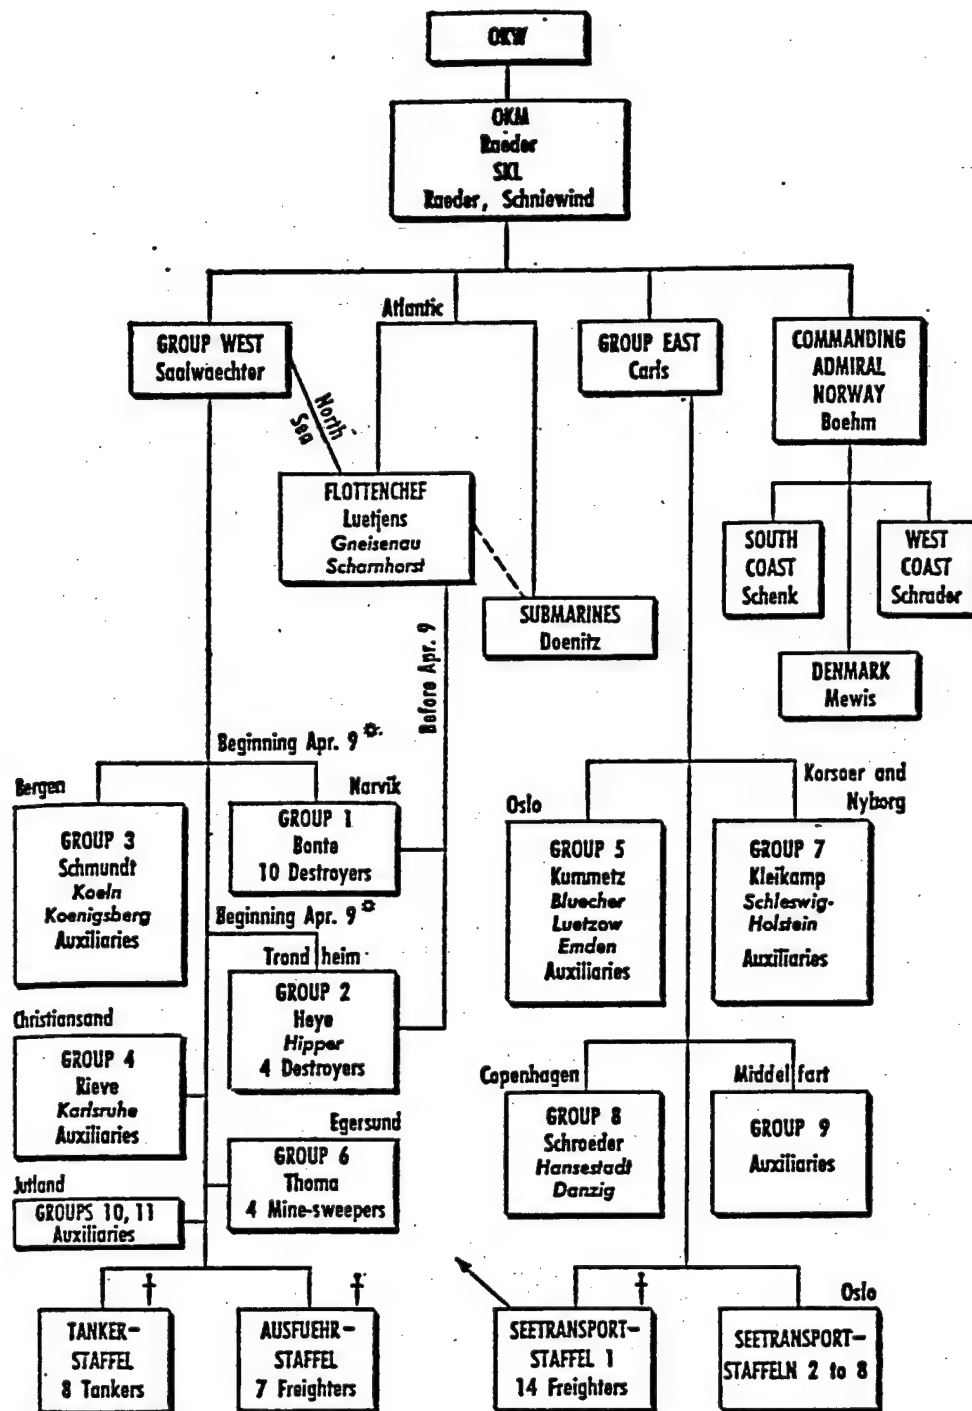 OKW
OKM
Raeder
SKL
Raeder, Schniewind
Atlantic
GROUP WEST
Saalwaechter
North
Sea
GROUP EAST
Carls
COMMANDING
ADMIRAL
NORWAY
Boehm
FLOTTENCHEF
Luetjens
Gneisenau
Scharnhorst
SUBMARINES
Doenitz
SOUTH
COAST
Schenk
WEST
COAST
Schrader
DENMARK
Mewis
Before Apr. 9
Beginning Apr. 9 ☼
Bergen
GROUP 3
Schmundt
Koeln
Koenigsberg
Auxiliaries
Narvik
GROUP 1
Bonte
10 Destroyers
Beginning Apr. 9 ☼
Trondheim
GROUP 2
Heye
Hipper
4 Destroyers
Oslo
GROUP 5
Kummetz
Bluecher
Luetzow
Emden
Auxiliaries
Korsoer and
Nyborg
GROUP 7
Kleikamp
Schleswig-
Holstein
Auxiliaries
Christiansand
GROUP 4
Rieve
Karlsruhe
Auxiliaries
Egersund
GROUP 6
Thoma
4 Mine-sweepers
Jutland
GROUPS 10, 11
Auxiliaries
Copenhagen
GROUP 8
Schroeder
Hansestadt
Danzig
Middelfart
GROUP 9
Auxiliaries
†
TANKER-
STAFFEL
8 Tankers
†
AUSFUEHR-
STAFFEL
7 Freighters
†
SEETRANSPORT-
STAFFEL 1
14 Freighters
Oslo
SEETRANSPORT-
STAFFELN 2 to 8